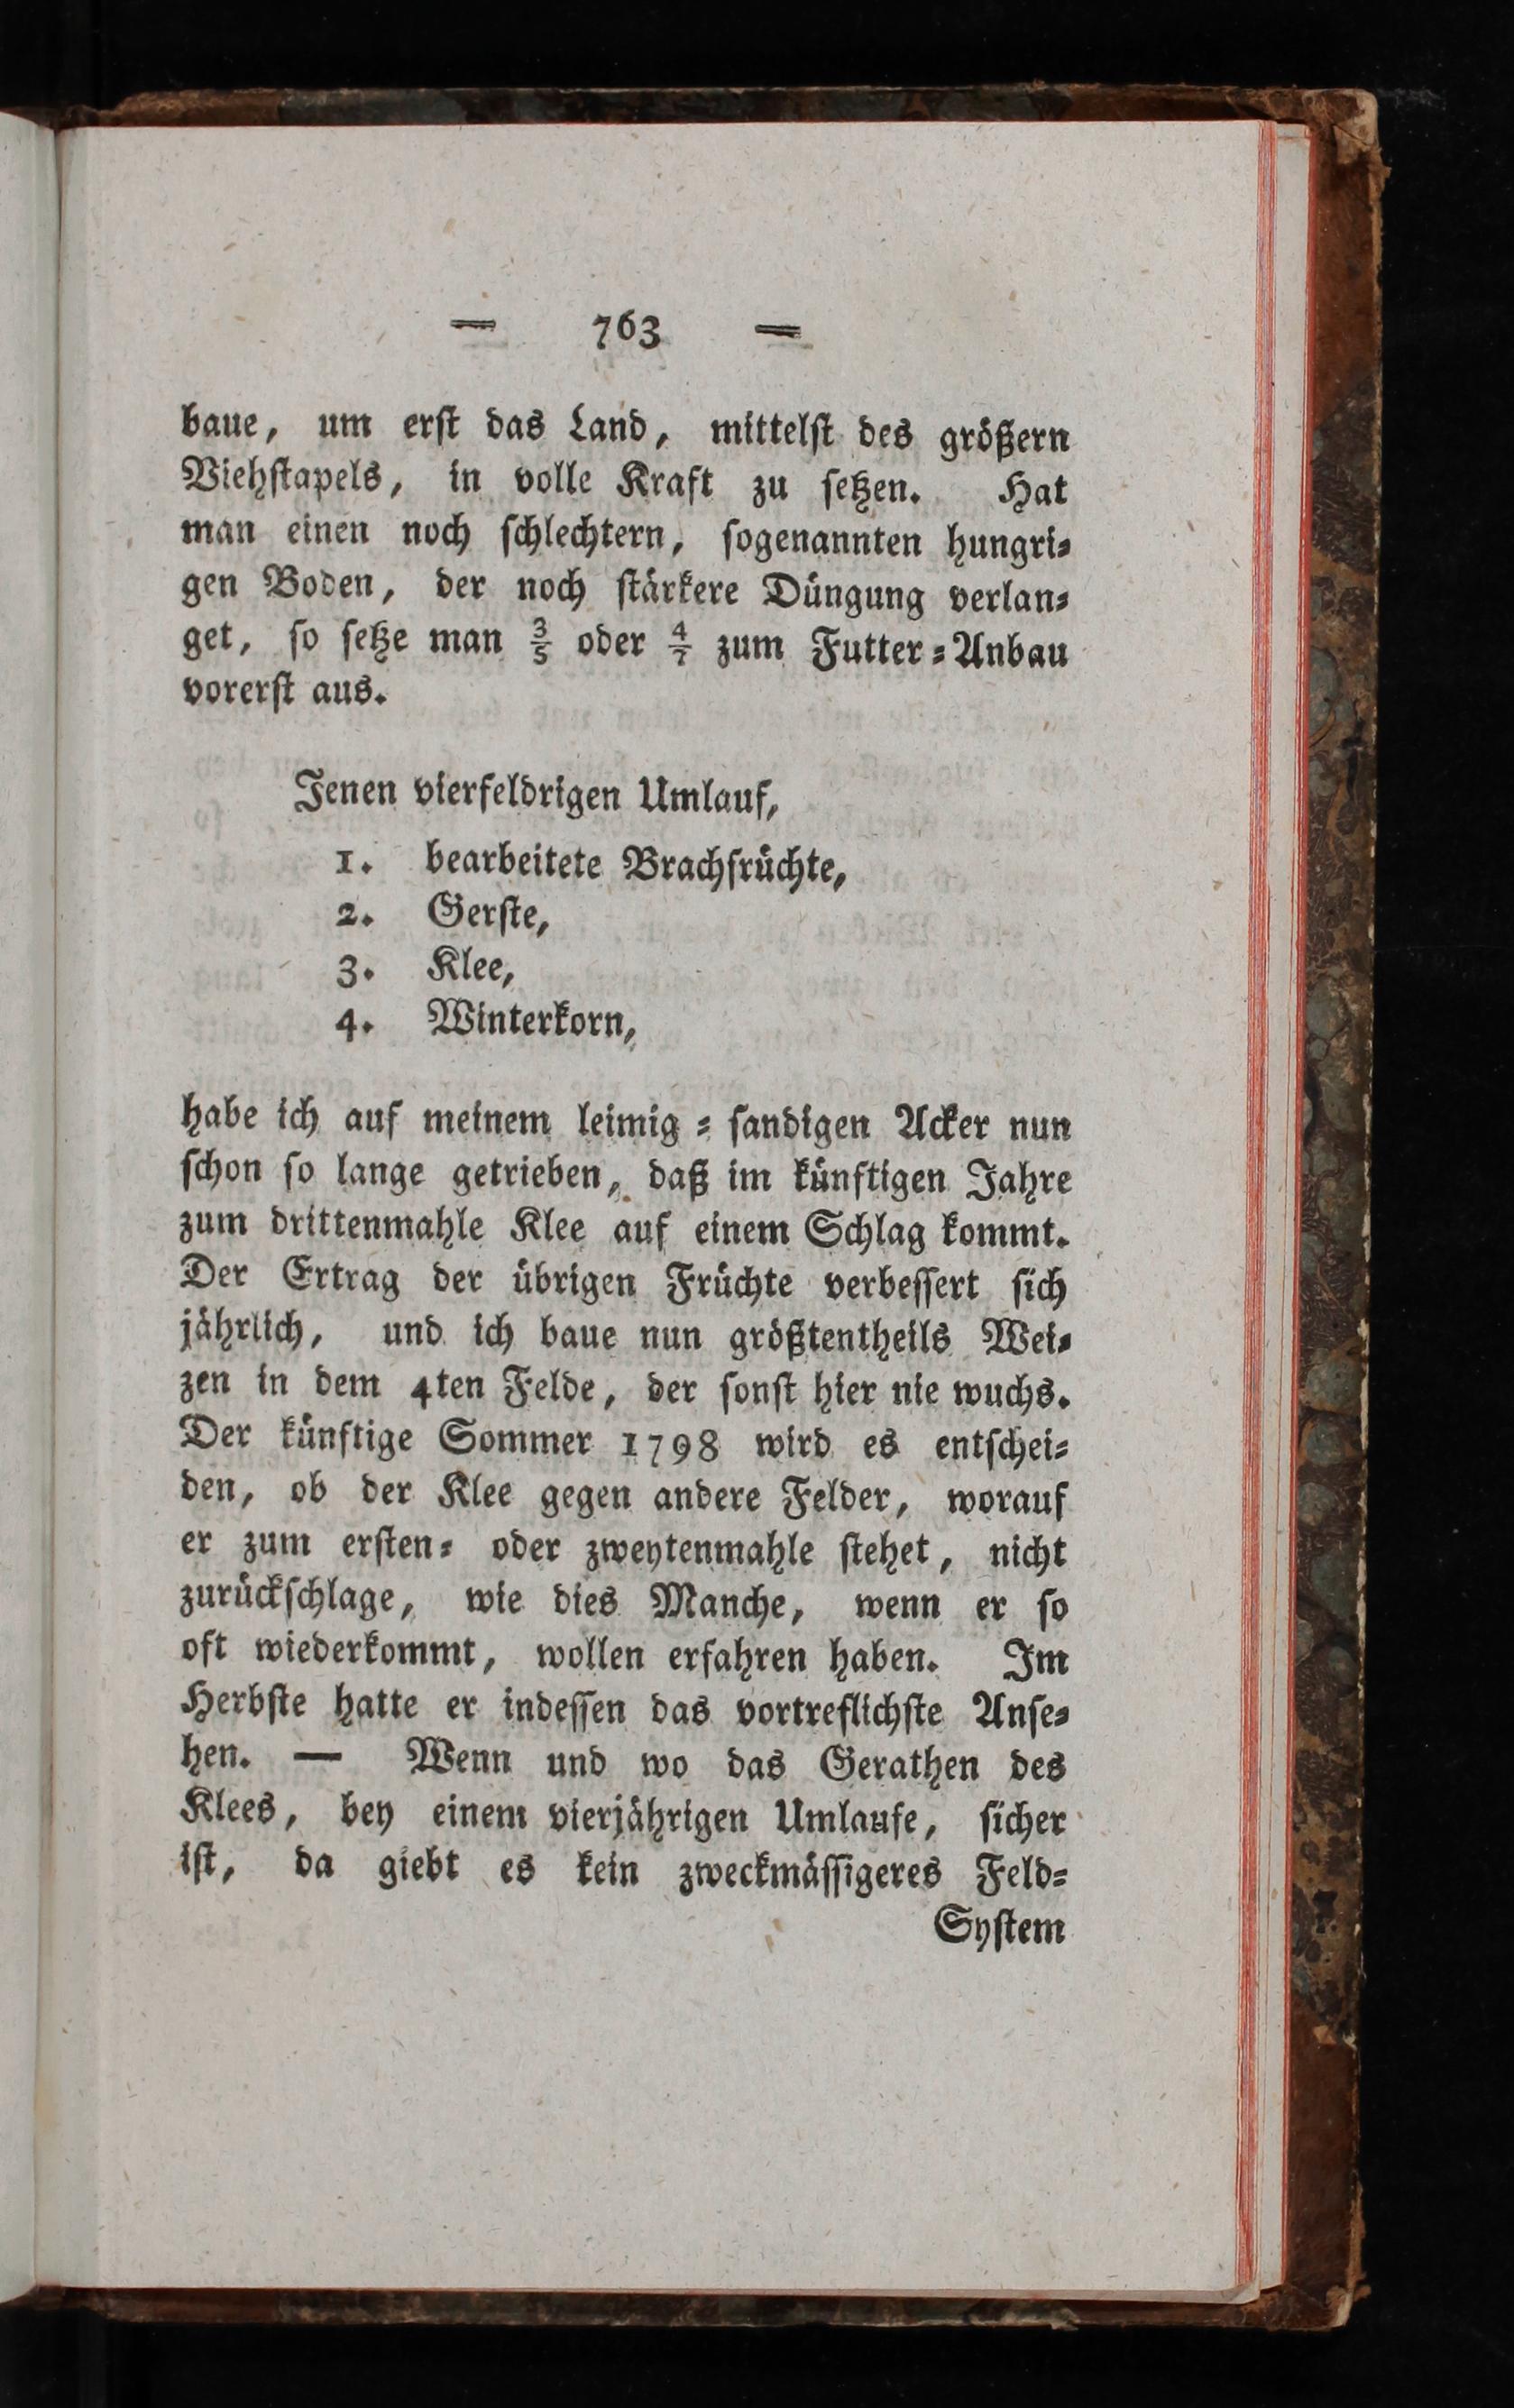 — 763 —
baue, um erſt das Land, mittelſt des größern
Viehſtapels, in volle Kraft zu ſetzen. Hat
man einen noch ſchlechtern, ſogenannten hungri⸗
gen Boden, der noch ſtärkere Düngung verlan⸗
get, ſo ſetze man 3/5 oder 4/7 zum Futter⸗Anbau
vorerſt aus.
Jenen vierfeldrigen Umlauf,
1. bearbeitete Brachfrüchte,
2. Gerſte,
3. Klee,
4. Winterkorn,
habe ich auf meinem leimig⸗ſandigen Acker nun
ſchon ſo lange getrieben, daß im künftigen Jahre
zum drittenmahle Klee auf einem Schlag kommt.
Der Ertrag der übrigen Früchte verbeſſert ſich
jährlich, und ich baue nun größtentheils Wei⸗
zen in dem 4ten Felde, der ſonſt hier nie wuchs.
Der künftige Sommer 1798 wird es entſchei⸗
den, ob der Klee gegen andere Felder, worauf
er zum erſten⸗ oder zweytenmahle ſtehet, nicht
zurückſchlage, wie dies Manche, wenn er ſo
oft wiederkommt, wollen erfahren haben. Im
Herbſte hatte er indeſſen das vortreflichſte Anſe⸗
hen. — Wenn und wo das Gerathen des
Klees, bey einem vierjährigen Umlaufe, ſicher
iſt, da giebt es kein zweckmäſſigeres Feld⸗
Syſtem